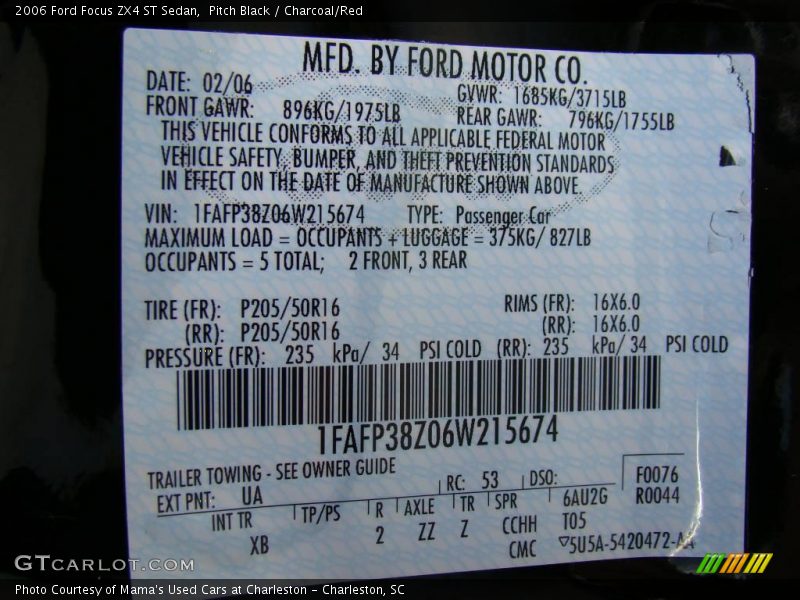 2006 Ford Focus ZX4 ST Sedan,  Pitch Black / Charcoal/Red
MFD. BY FORD MOTOR CO.
DATE: 02/06 GVWR: 1685KG/3715LB
FRONT GAWR: 896KG/1975LB REAR GAWR: 796KG/1755LB
THIS VEHICLE CONFORMS TO ALL APPLICABLE FEDERAL MOTOR
VEHICLE SAFETY, BUMPER, AND THEFT PREVENTION STANDARDS
IN EFFECT ON THE DATE OF MANUFACTURE SHOWN ABOVE.
VIN: 1FAFP38Z06W215674 TYPE: Passenger Car
MAXIMUM LOAD = OCCUPANTS + LUGGAGE = 375KG/ 827LB
OCCUPANTS = 5 TOTAL; 2 FRONT, 3 REAR
TIRE (FR): P205/50R16 RIMS (FR): 16X6.0
(RR): P205/50R16 (RR): 16X6.0
PRESSURE (FR): 235 kPa/ 34 PSI COLD (RR): 235 kPa/ 34 PSI COLD
1FAFP38Z06W215674
TRAILER TOWING - SEE OWNER GUIDE
EXT PNT: UA RC: 53 DSO: F0076
INT TR TP/PS R AXLE TR SPR 6AU2G R0044
XB 2 ZZ Z CCHH T05
CMC ▽5U5A-5420472-AA
GTCARLOT.COM
Photo Courtesy of Mama's Used Cars at Charleston – Charleston, SC